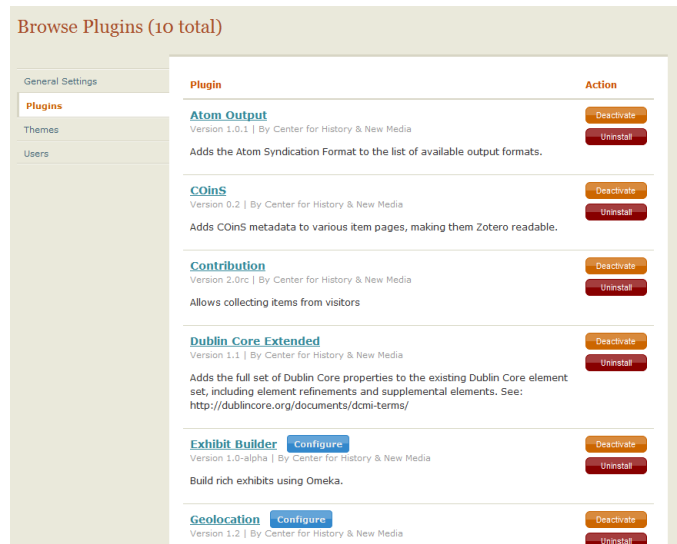 Browse Plugins (10 total)
General Settings
Plugins
Themes
Users
Plugin Action
Atom Output Deactivate
Version 1.0.1 | By Center for History & New Media Uninstall
Adds the Atom Syndication Format to the list of available output formats.
COinS Deactivate
Version 0.2 | By Center for History & New Media Uninstall
Adds COinS metadata to various item pages, making them Zotero readable.
Contribution Deactivate
Version 2.0rc | By Center for History & New Media Uninstall
Allows collecting items from visitors
Dublin Core Extended Deactivate
Version 1.1 | By Center for History & New Media Uninstall
Adds the full set of Dublin Core properties to the existing Dublin Core element
set, including element refinements and supplemental elements. See:
http://dublincore.org/documents/dcmi-terms/
Exhibit Builder Configure Deactivate
Version 1.0-alpha | By Center for History & New Media Uninstall
Build rich exhibits using Omeka.
Geolocation Configure Deactivate
Version 1.2 | By Center for History & New Media Uninstall